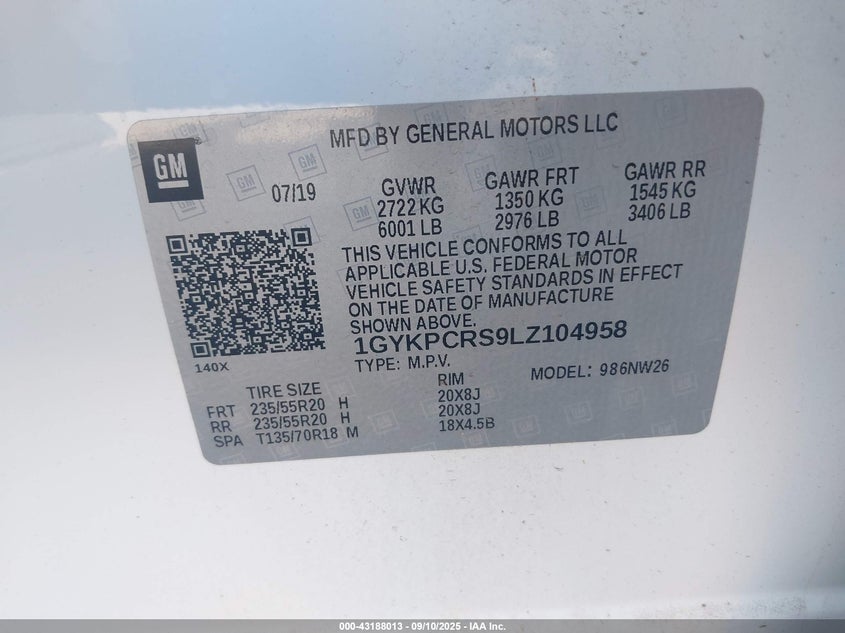 MFD BY GENERAL MOTORS LLC
GM
07/19
GVWR GAWR FRT GAWR RR
2722 KG 1350 KG 1545 KG
6001 LB 2976 LB 3406 LB
THIS VEHICLE CONFORMS TO ALL
APPLICABLE U.S. FEDERAL MOTOR
VEHICLE SAFETY STANDARDS IN EFFECT
ON THE DATE OF MANUFACTURE
SHOWN ABOVE.
1GYKPCRS9LZ104958
140X
TYPE: M.P.V. MODEL: 986NW26
TIRE SIZE RIM
FRT 235/55R20 H 20X8J
RR 235/55R20 H 20X8J
SPA T135/70R18 M 18X4.5B
000-43188013 - 09/10/2025 - IAA Inc.